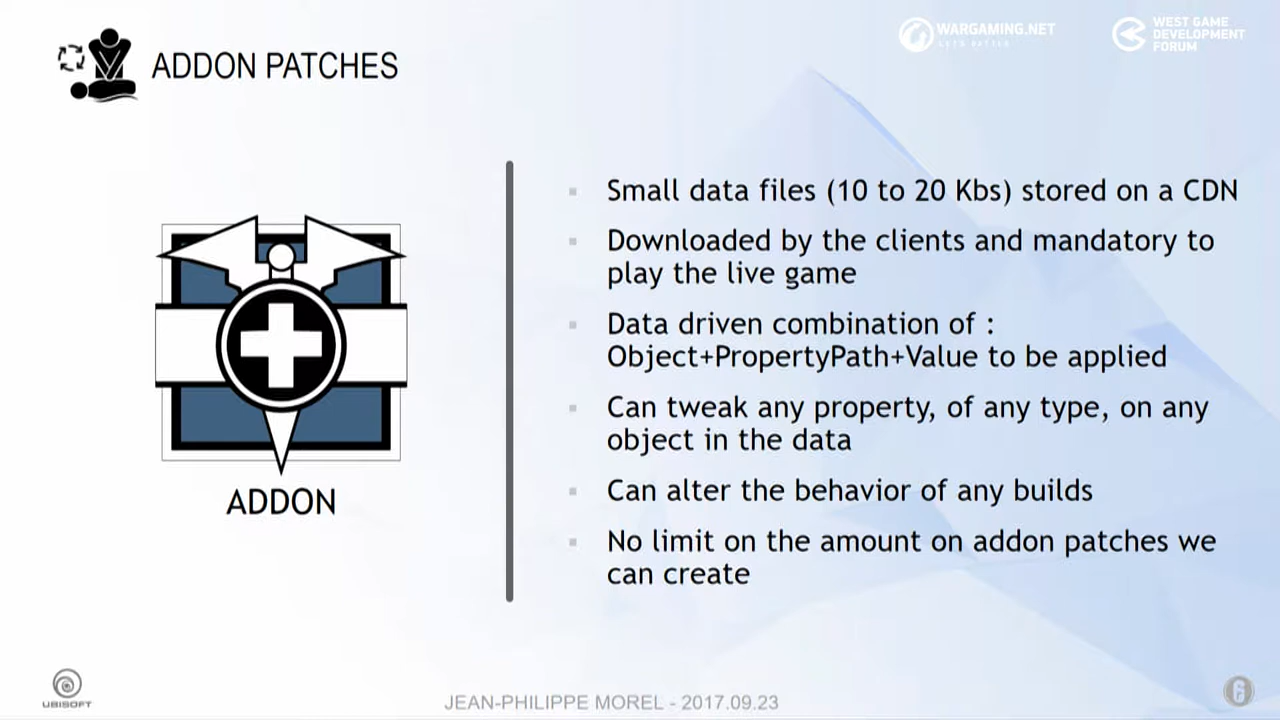 ADDON PATCHES
WARGAMING.NET
LET'S BATTLE
WEST GAME
DEVELOPMENT
FORUM
Small data files (10 to 20 Kbs) stored on a CDN
Downloaded by the clients and mandatory to
play the live game
Data driven combination of :
Object+PropertyPath+Value to be applied
Can tweak any property, of any type, on any
object in the data
Can alter the behavior of any builds
No limit on the amount on addon patches we
can create
ADDON
UBISOFT
JEAN-PHILIPPE MOREL - 2017.09.23
6